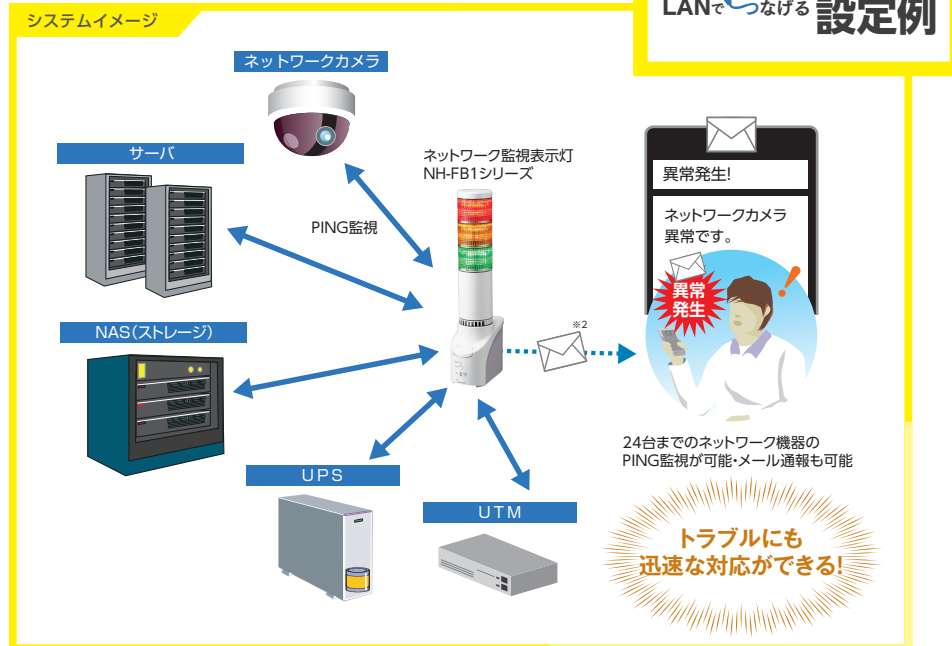 システムイメージ
LANでつなげる 設定例
ネットワークカメラ
サーバ
ネットワーク監視表示灯
NH-FB1シリーズ
PING監視
異常発生!
ネットワークカメラ
異常です。
異常
発生
!
NAS(ストレージ)
※2
UPS
UTM
24台までのネットワーク機器の
PING監視が可能・メール通報も可能
トラブルにも
迅速な対応ができる!